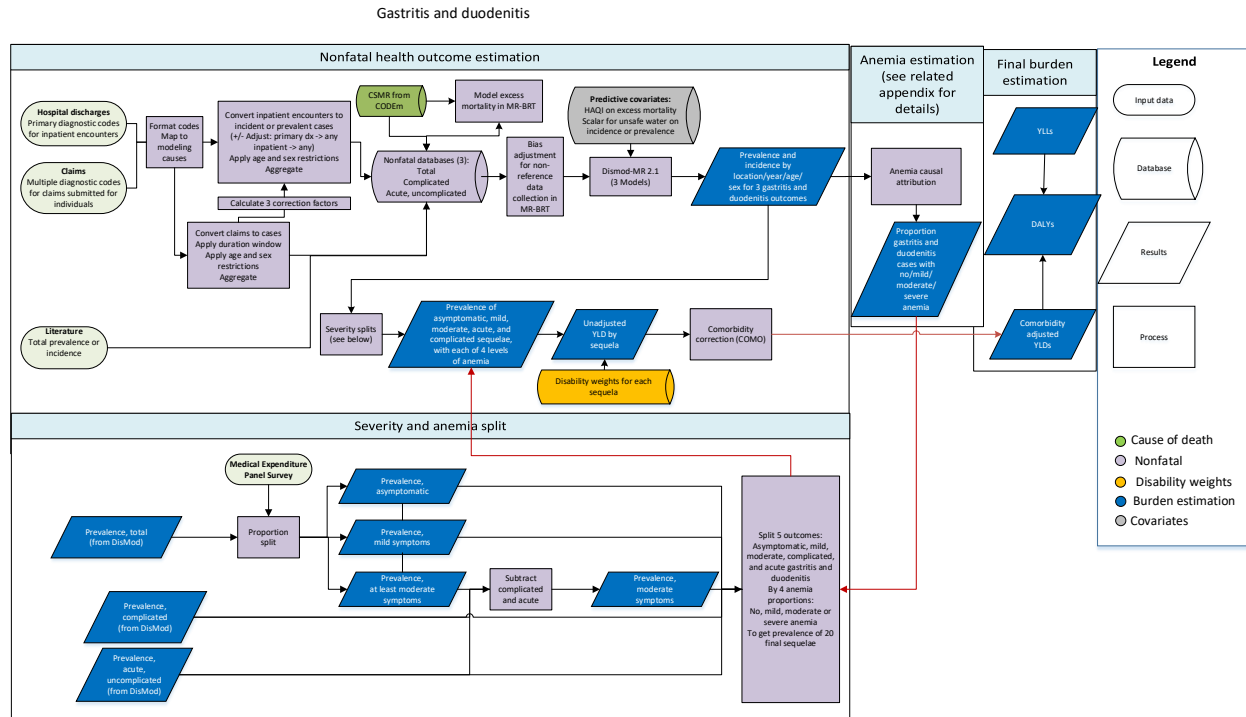 Gastritis and duodenitis
Nonfatal health outcome estimation
Hospital discharges
Primary diagnostic codes
for inpatient encounters
Claims
Multiple diagnostic codes
for claims submitted for
individuals
Format codes
Map to
modeling
causes
Convert inpatient encounters to
incident or prevalent cases
(+/- Adjust: primary dx -> any
inpatient -> any)
Apply age and sex restrictions
Aggregate
Calculate 3 correction factors
Convert claims to cases
Apply duration window
Apply age and sex
restrictions
Aggregate
CSMR from
CODEm
Model excess
mortality in MR-BRT
Nonfatal databases (3):
Total
Complicated
Acute, uncomplicated
Bias
adjustment for
non-
reference
data
collection in
MR-BRT
Predictive covariates:
HAQI on excess mortality
Scalar for unsafe water on
incidence or prevalence
Dismod-MR 2.1
(3 Models)
Prevalence and
incidence by
location/year/age/
sex for 3 gastritis and
duodenitis outcomes
Literature
Total prevalence or
incidence
Severity splits
(see below)
Prevalence of
asymptomatic, mild,
moderate, acute, and
complicated sequelae,
with each of 4 levels
of anemia
Unadjusted
YLD by
sequela
Disability weights for each
sequela
Comorbidity
correction (COMO)
Anemia estimation
(see related
appendix for
details)
Anemia causal
attribution
Proportion
gastritis and
duodenitis
cases with
no/mild/
moderate/
severe
anemia
Final burden
estimation
YLLs
DALYs
Comorbidity
adjusted
YLDs
Legend
Input data
Database
Results
Process
Cause of death
Nonfatal
Disability weights
Burden estimation
Covariates
Severity and anemia split
Medical Expenditure
Panel Survey
Prevalence, total
(from DisMod)
Proportion
split
Prevalence,
asymptomatic
Prevalence,
mild symptoms
Prevalence,
at least moderate
symptoms
Subtract
complicated
and acute
Prevalence,
moderate
symptoms
Prevalence,
complicated
(from DisMod)
Prevalence,
acute,
uncomplicated
(from DisMod)
Split 5 outcomes:
Asymptomatic, mild,
moderate, complicated,
and acute gastritis and
duodenitis
By 4 anemia
proportions:
No, mild, moderate or
severe anemia
To get prevalence of 20
final sequelae